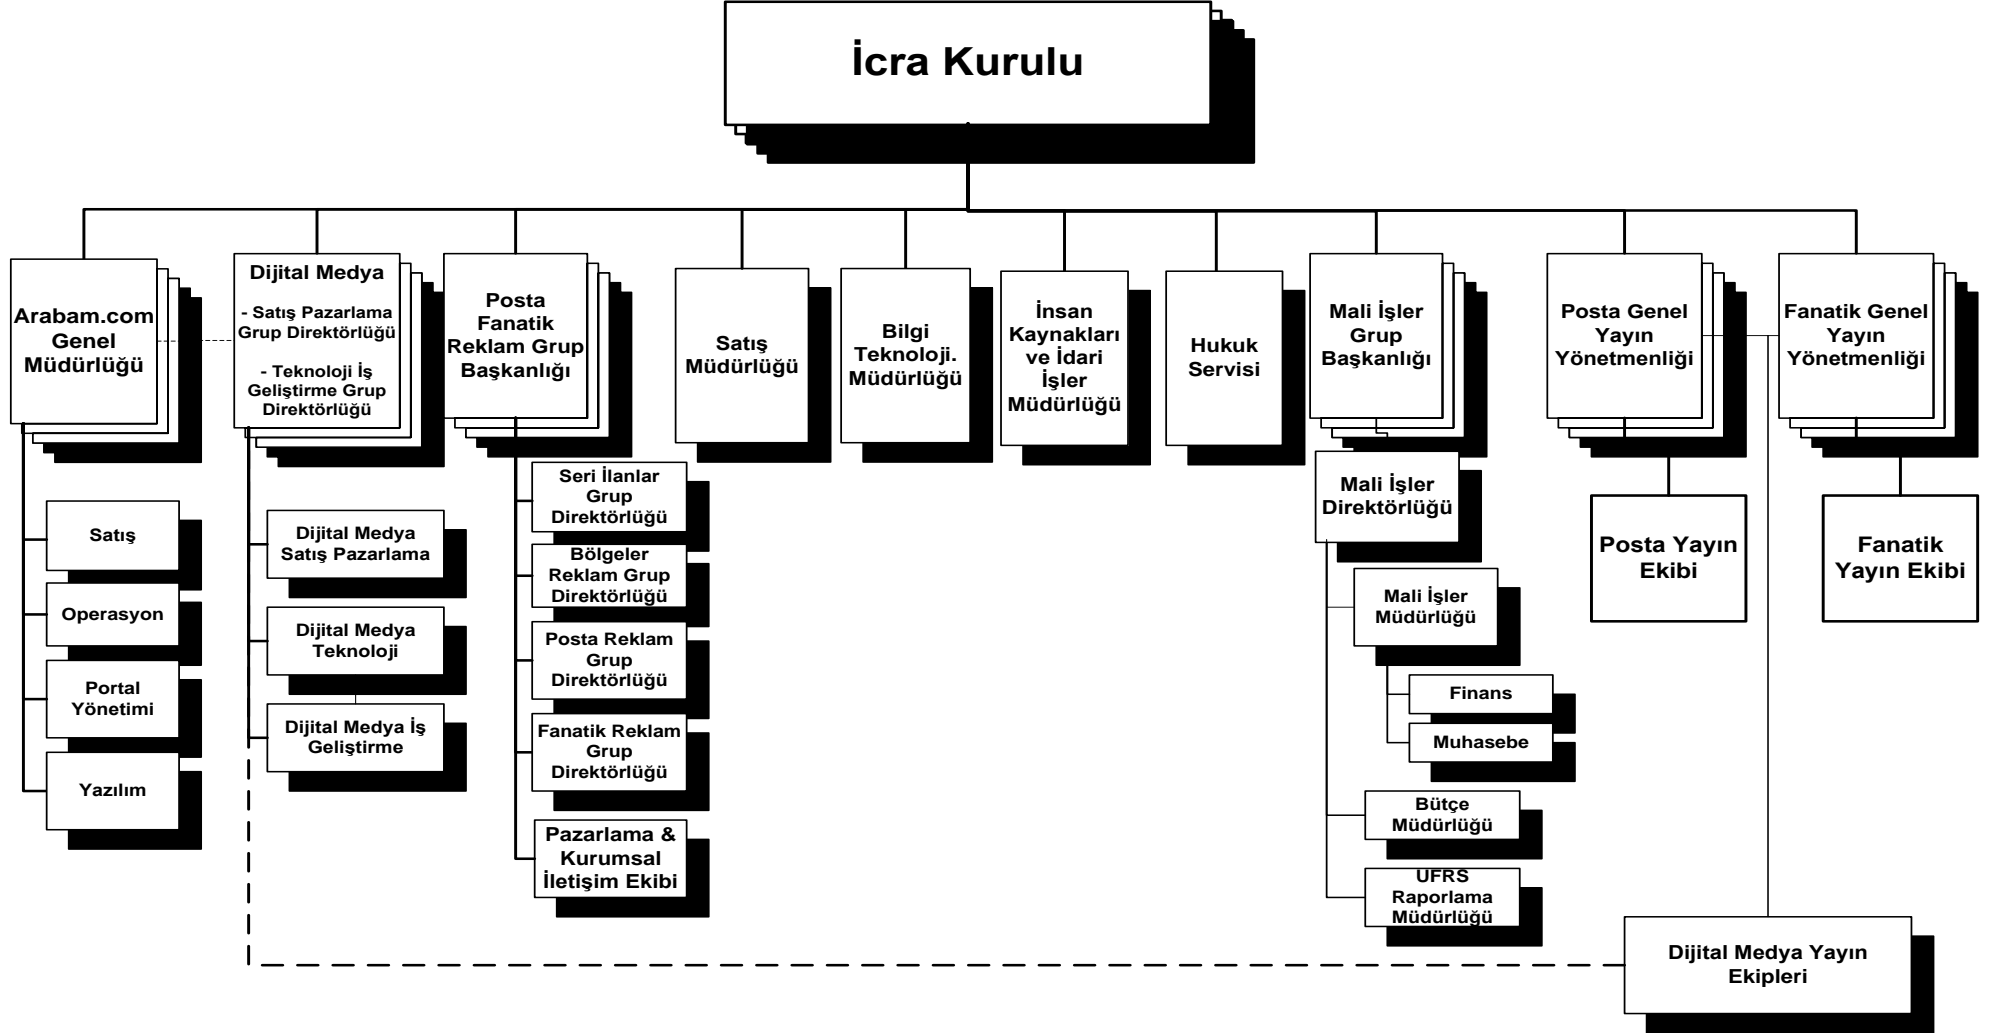 İcra Kurulu
Arabam.com
Genel
Müdürlüğü
Dijital Medya
- Satış Pazarlama
Grup Direktörlüğü
- Teknoloji İş
Geliştirme Grup
Direktörlüğü
Posta
Fanatik
Reklam Grup
Başkanlığı
Satış
Müdürlüğü
Bilgi
Teknoloji.
Müdürlüğü
İnsan
Kaynakları
ve İdari
İşler
Müdürlüğü
Hukuk
Servisi
Mali İşler
Grup
Başkanlığı
Posta Genel
Yayın
Yönetmenliği
Fanatik Genel
Yayın
Yönetmenliği
Satış
Operasyon
Portal
Yönetimi
Yazılım
Dijital Medya
Satış Pazarlama
Dijital Medya
Teknoloji
Dijital Medya İş
Geliştirme
Seri İlanlar
Grup
Direktörlüğü
Bölgeler
Reklam Grup
Direktörlüğü
Posta Reklam
Grup
Direktörlüğü
Fanatik Reklam
Grup
Direktörlüğü
Pazarlama &
Kurumsal
İletişim Ekibi
Mali İşler
Direktörlüğü
Mali İşler
Müdürlüğü
Finans
Muhasebe
Bütçe
Müdürlüğü
UFRS
Raporlama
Müdürlüğü
Posta Yayın
Ekibi
Fanatik
Yayın Ekibi
Dijital Medya Yayın
Ekipleri